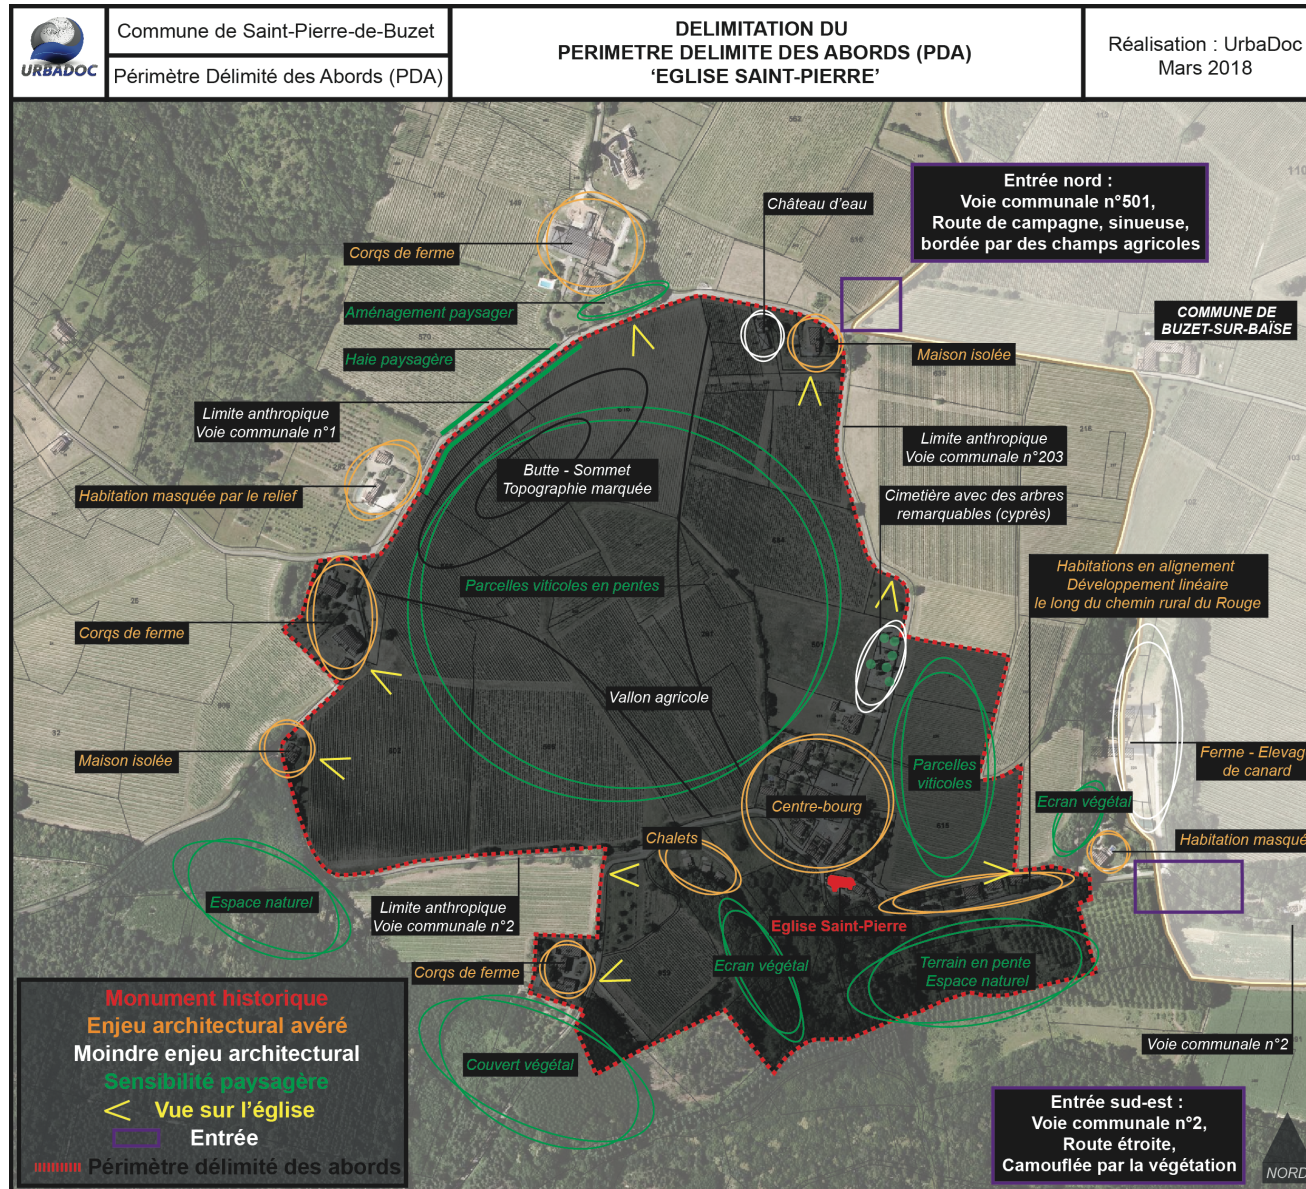 URBADOC
Commune de Saint-Pierre-de-Buzet
Périmètre Délimité des Abords (PDA)
DELIMITATION DU
PERIMETRE DELIMITE DES ABORDS (PDA)
‘EGLISE SAINT-PIERRE’
Réalisation : UrbaDoc
Mars 2018
Entrée nord :
Voie communale n°501,
Route de campagne, sinueuse,
bordée par des champs agricoles
Château d’eau
Corqs de ferme
Aménagement paysager
COMMUNE DE
BUZET-SUR-BAÏSE
Haie paysagère
Maison isolée
Limite anthropique
Voie communale n°1
Limite anthropique
Voie communale n°203
Butte - Sommet
Topographie marquée
Habitation masquée par le relief
Cimetière avec des arbres
remarquables (cyprès)
Habitations en alignement
Développement linéaire
le long du chemin rural du Rouge
Parcelles viticoles en pentes
Corqs de ferme
Vallon agricole
Maison isolée
Parcelles
viticoles
Ferme - Elevag
de canard
Centre-bourg
Ecran végétal
Chalets
Habitation masqué
Espace naturel
Limite anthropique
Voie communale n°2
Eglise Saint-Pierre
Corqs de ferme
Ecran végétal
Terrain en pente
Espace naturel
Couvert végétal
Voie communale n°2
Monument historique
Enjeu architectural avéré
Moindre enjeu architectural
Sensibilité paysagère
Vue sur l’église
Entrée
Périmètre délimité des abords
Entrée sud-est :
Voie communale n°2,
Route étroite,
Camouflée par la végétation
NORD